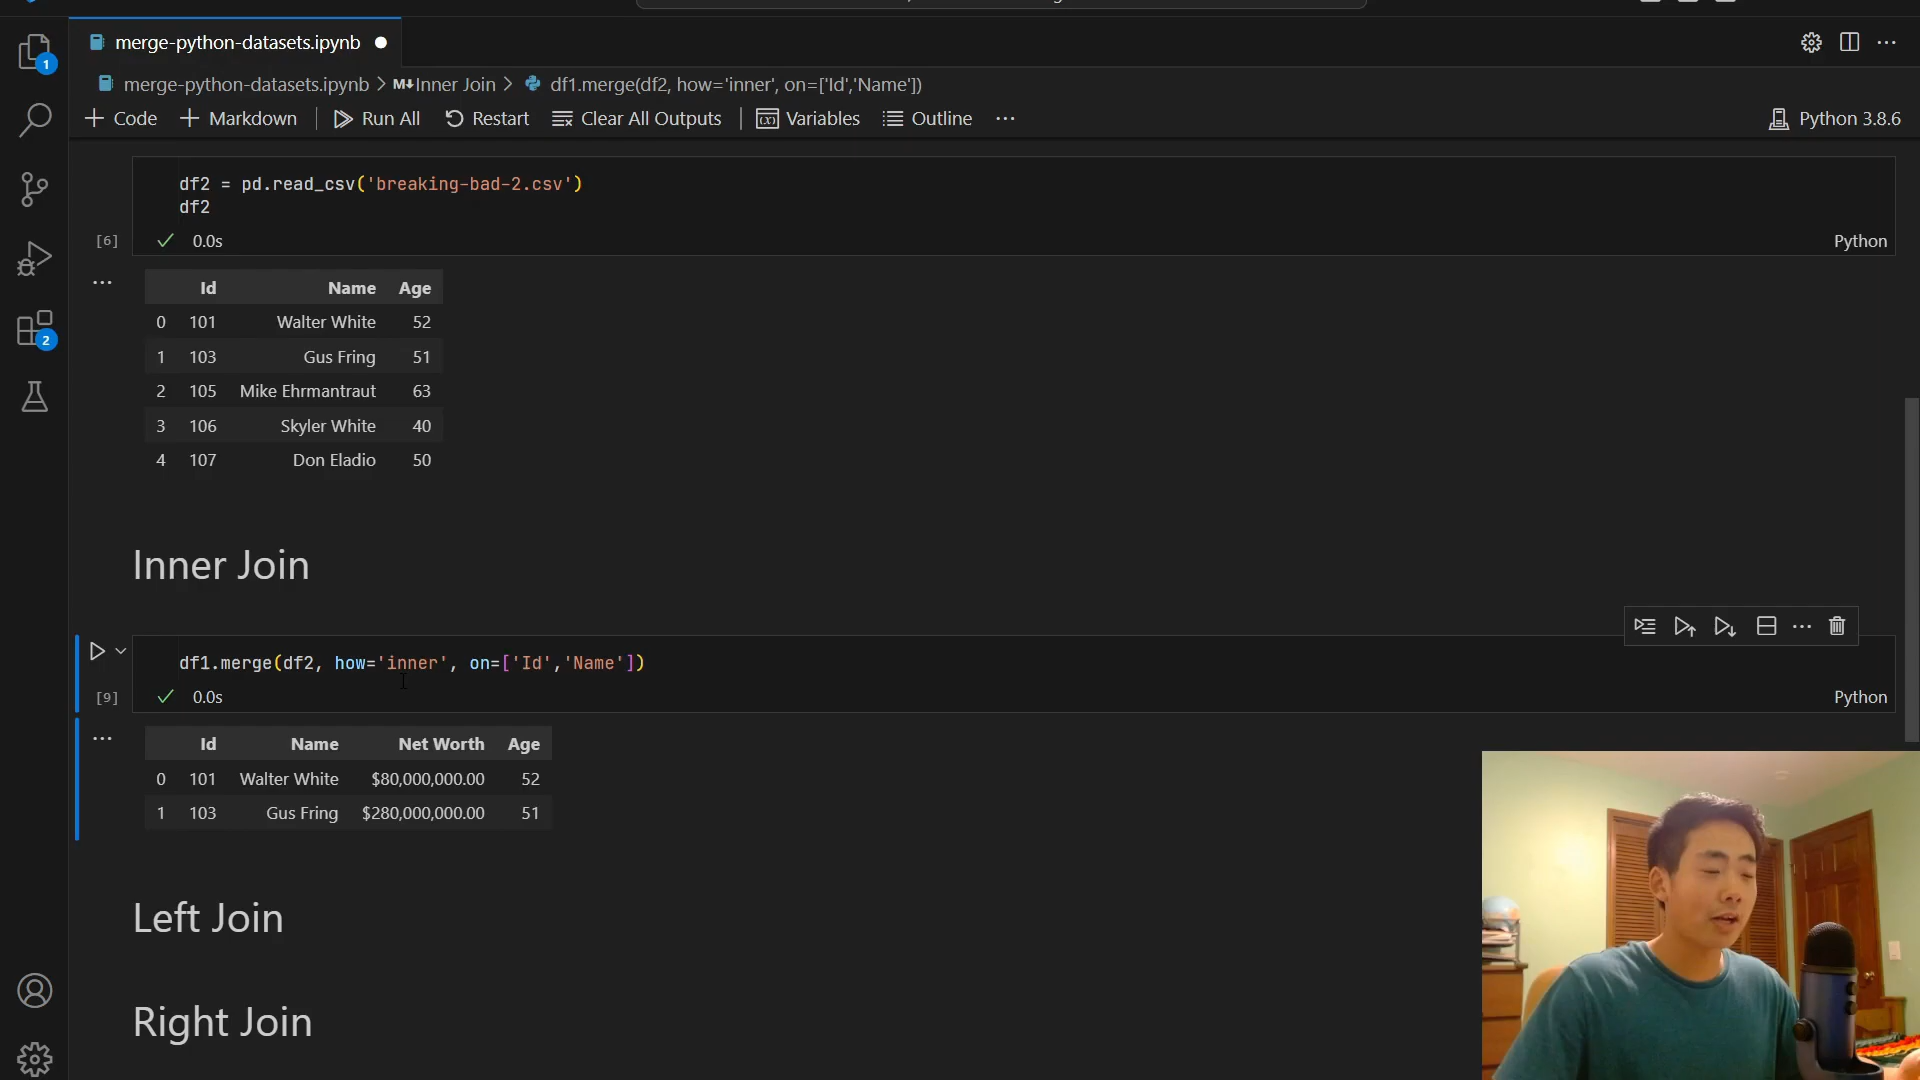 merge-python-datasets.ipynb
1
merge-python-datasets.ipynb > M↓Inner Join > df1.merge(df2, how='inner', on=['Id','Name'])
+ Code + Markdown Run All Restart Clear All Outputs (x) Variables Outline ... Python 3.8.6
df2 = pd.read_csv('breaking-bad-2.csv')
df2
[6] 0.0s Python
... Id Name Age
0 101 Walter White 52
1 103 Gus Fring 51
2 105 Mike Ehrmantraut 63
3 106 Skyler White 40
4 107 Don Eladio 50
2
Inner Join
df1.merge(df2, how='inner', on=['Id','Name'])
[9] 0.0s Python
... Id Name Net Worth Age
0 101 Walter White $80,000,000.00 52
1 103 Gus Fring $280,000,000.00 51
Left Join
Right Join